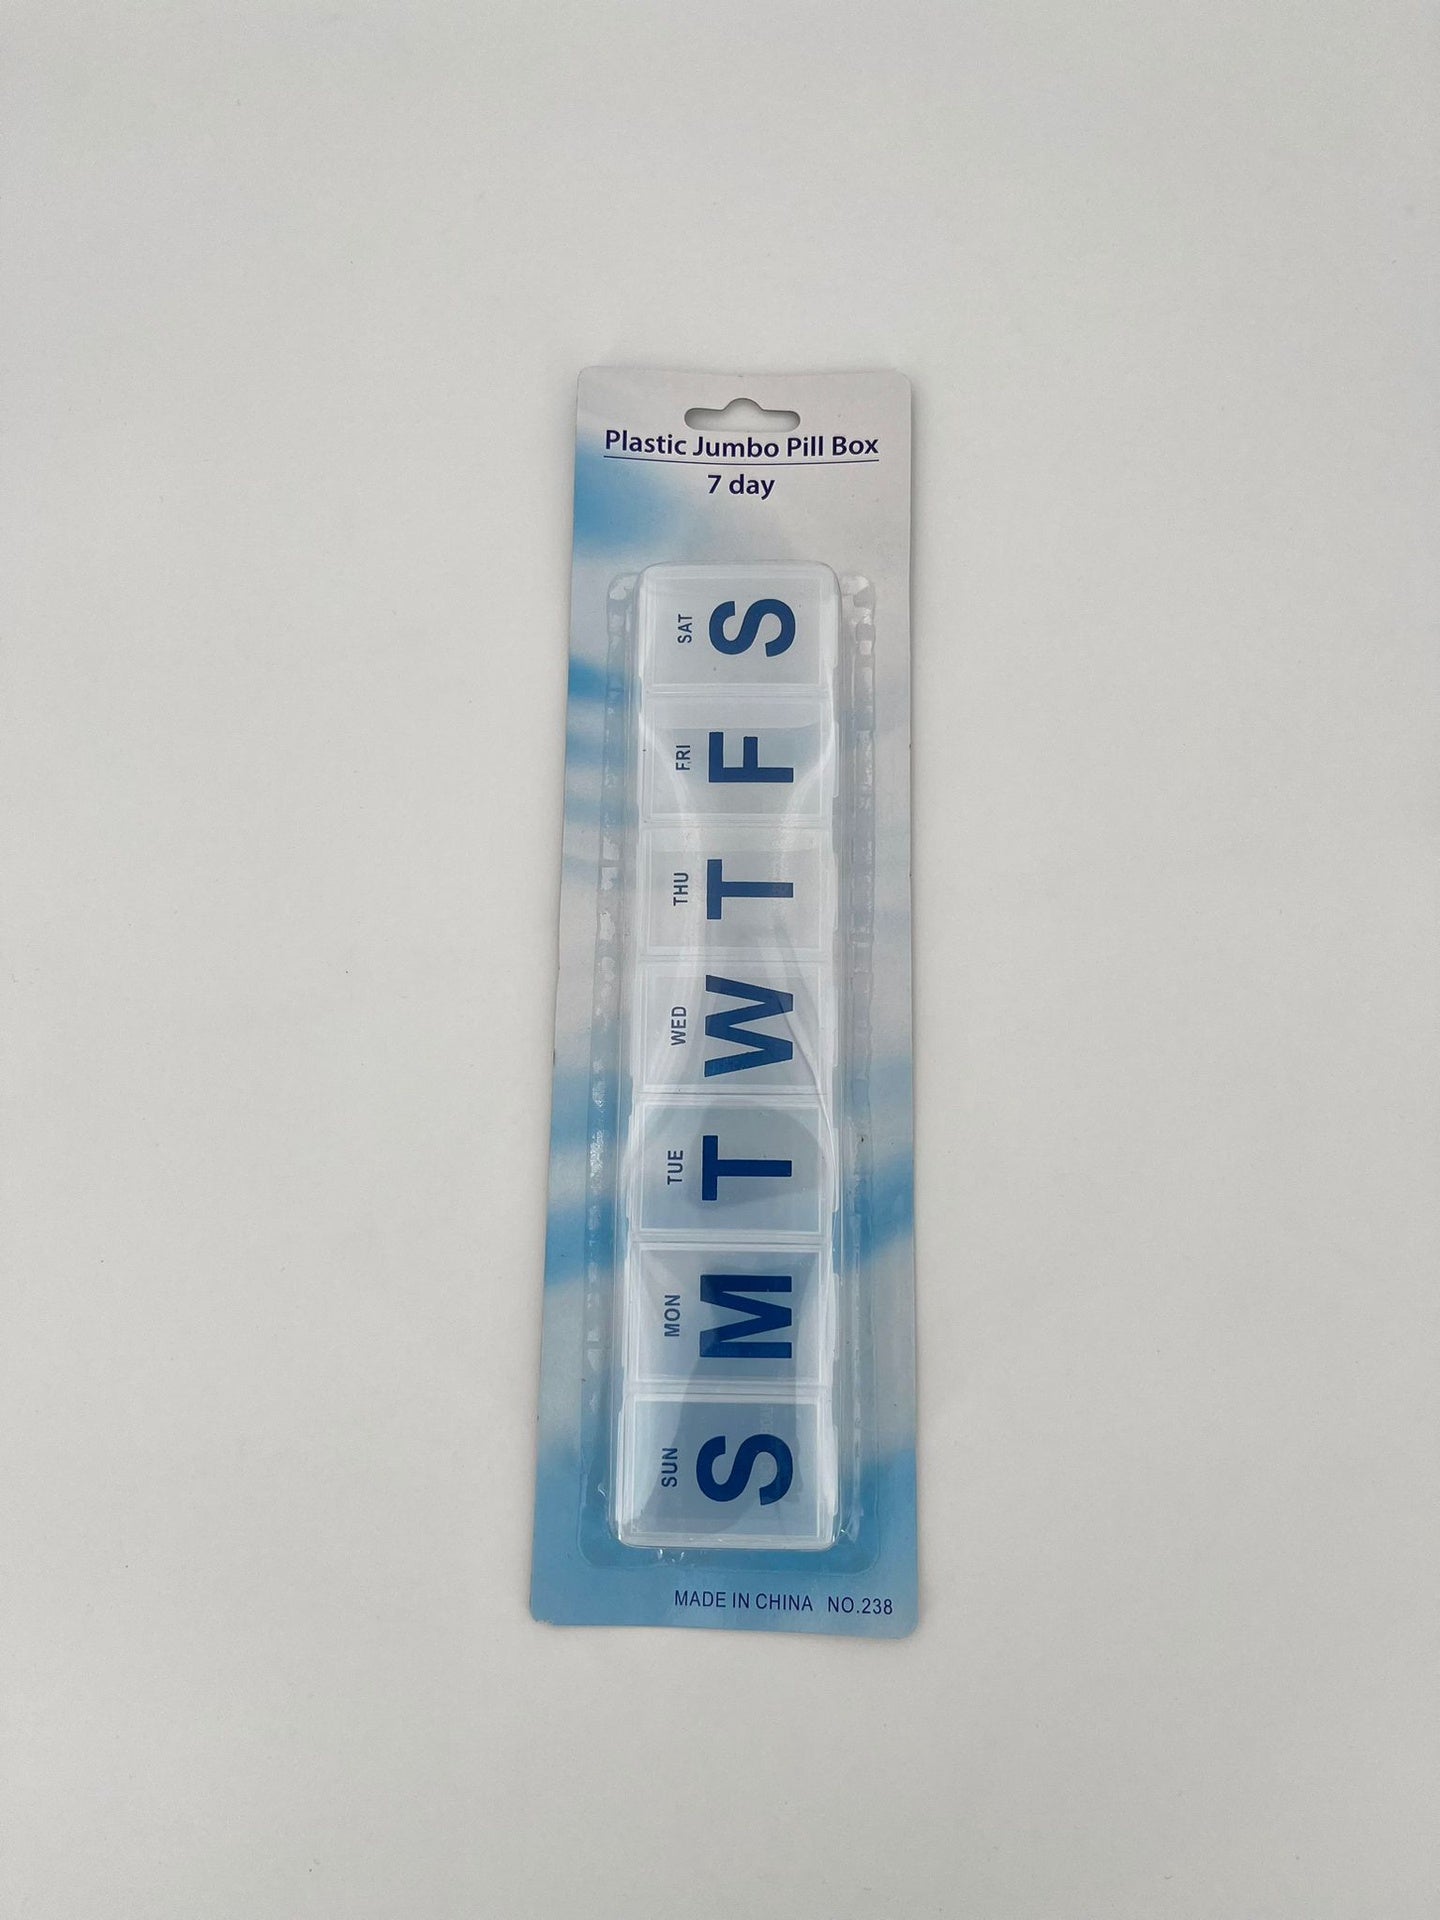 Plastic Jumbo Pill Box
7 day
SAT
S
FRI
F
THU
T
WED
W
TUE
T
MON
M
SUN
S
MADE IN CHINA NO.238